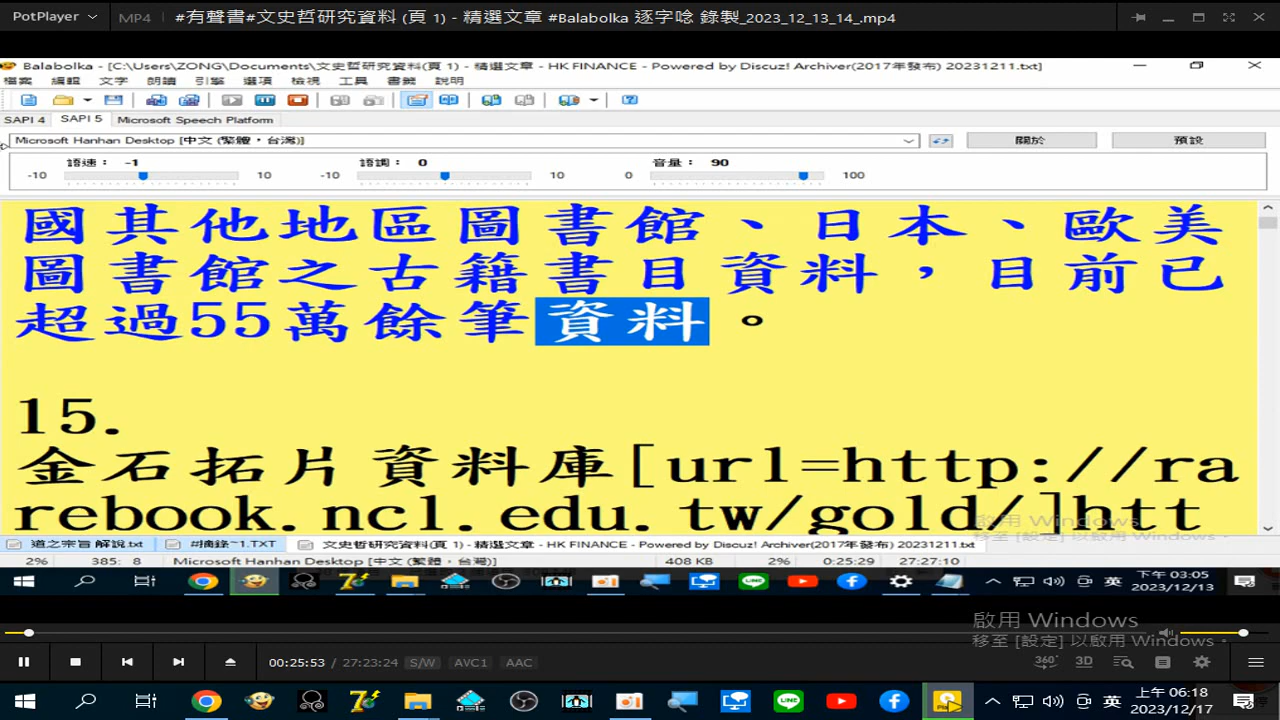 PotPlayer MP4 #有聲書#文史哲研究資料 (頁 1) - 精選文章 #Balabolka 逐字唸 錄製_2023_12_13_14_.mp4
Balabolka - [C:\Users\ZONG\Documents\文史哲研究資料(頁 1) - 精選文章 - HK FINANCE - Powered by Discuz! Archiver(2017年發布) 20231211.txt]
檔案 編輯 文字 朗讀 引擎 選項 檢視 工具 書籤 說明
SAPI 4 SAPI 5 Microsoft Speech Platform
Microsoft Hanhan Desktop [中文 (繁體，台灣)] 關於 預設
語速： -1 語調： 0 音量： 90
-10 10 -10 10 0 100
國其他地區圖書館、日本、歐美
圖書館之古籍書目資料，目前已
超過55萬餘筆資料。
15.
金石拓片資料庫[url=http://ra
rebook.ncl.edu.tw/gold/]htt
啟用 Windows
移至 [設定] 以啟用 Windows。
道之宗旨 解說.txt #摘錄~1.TXT 文史哲研究資料(頁 1) - 精選文章 - HK FINANCE - Powered by Discuz! Archiver(2017年發布) 20231211.txt
2% 385: 8 Microsoft Hanhan Desktop [中文 (繁體，台灣)] 408 KB 2% 0:25:29 27:27:10
英 下午 03:05
2023/12/13
啟用 Windows
移至 [設定] 以啟用 Windows。
00:25:53 / 27:23:24 S/W AVC1 AAC 360° 3D
英 上午 06:18
2023/12/17